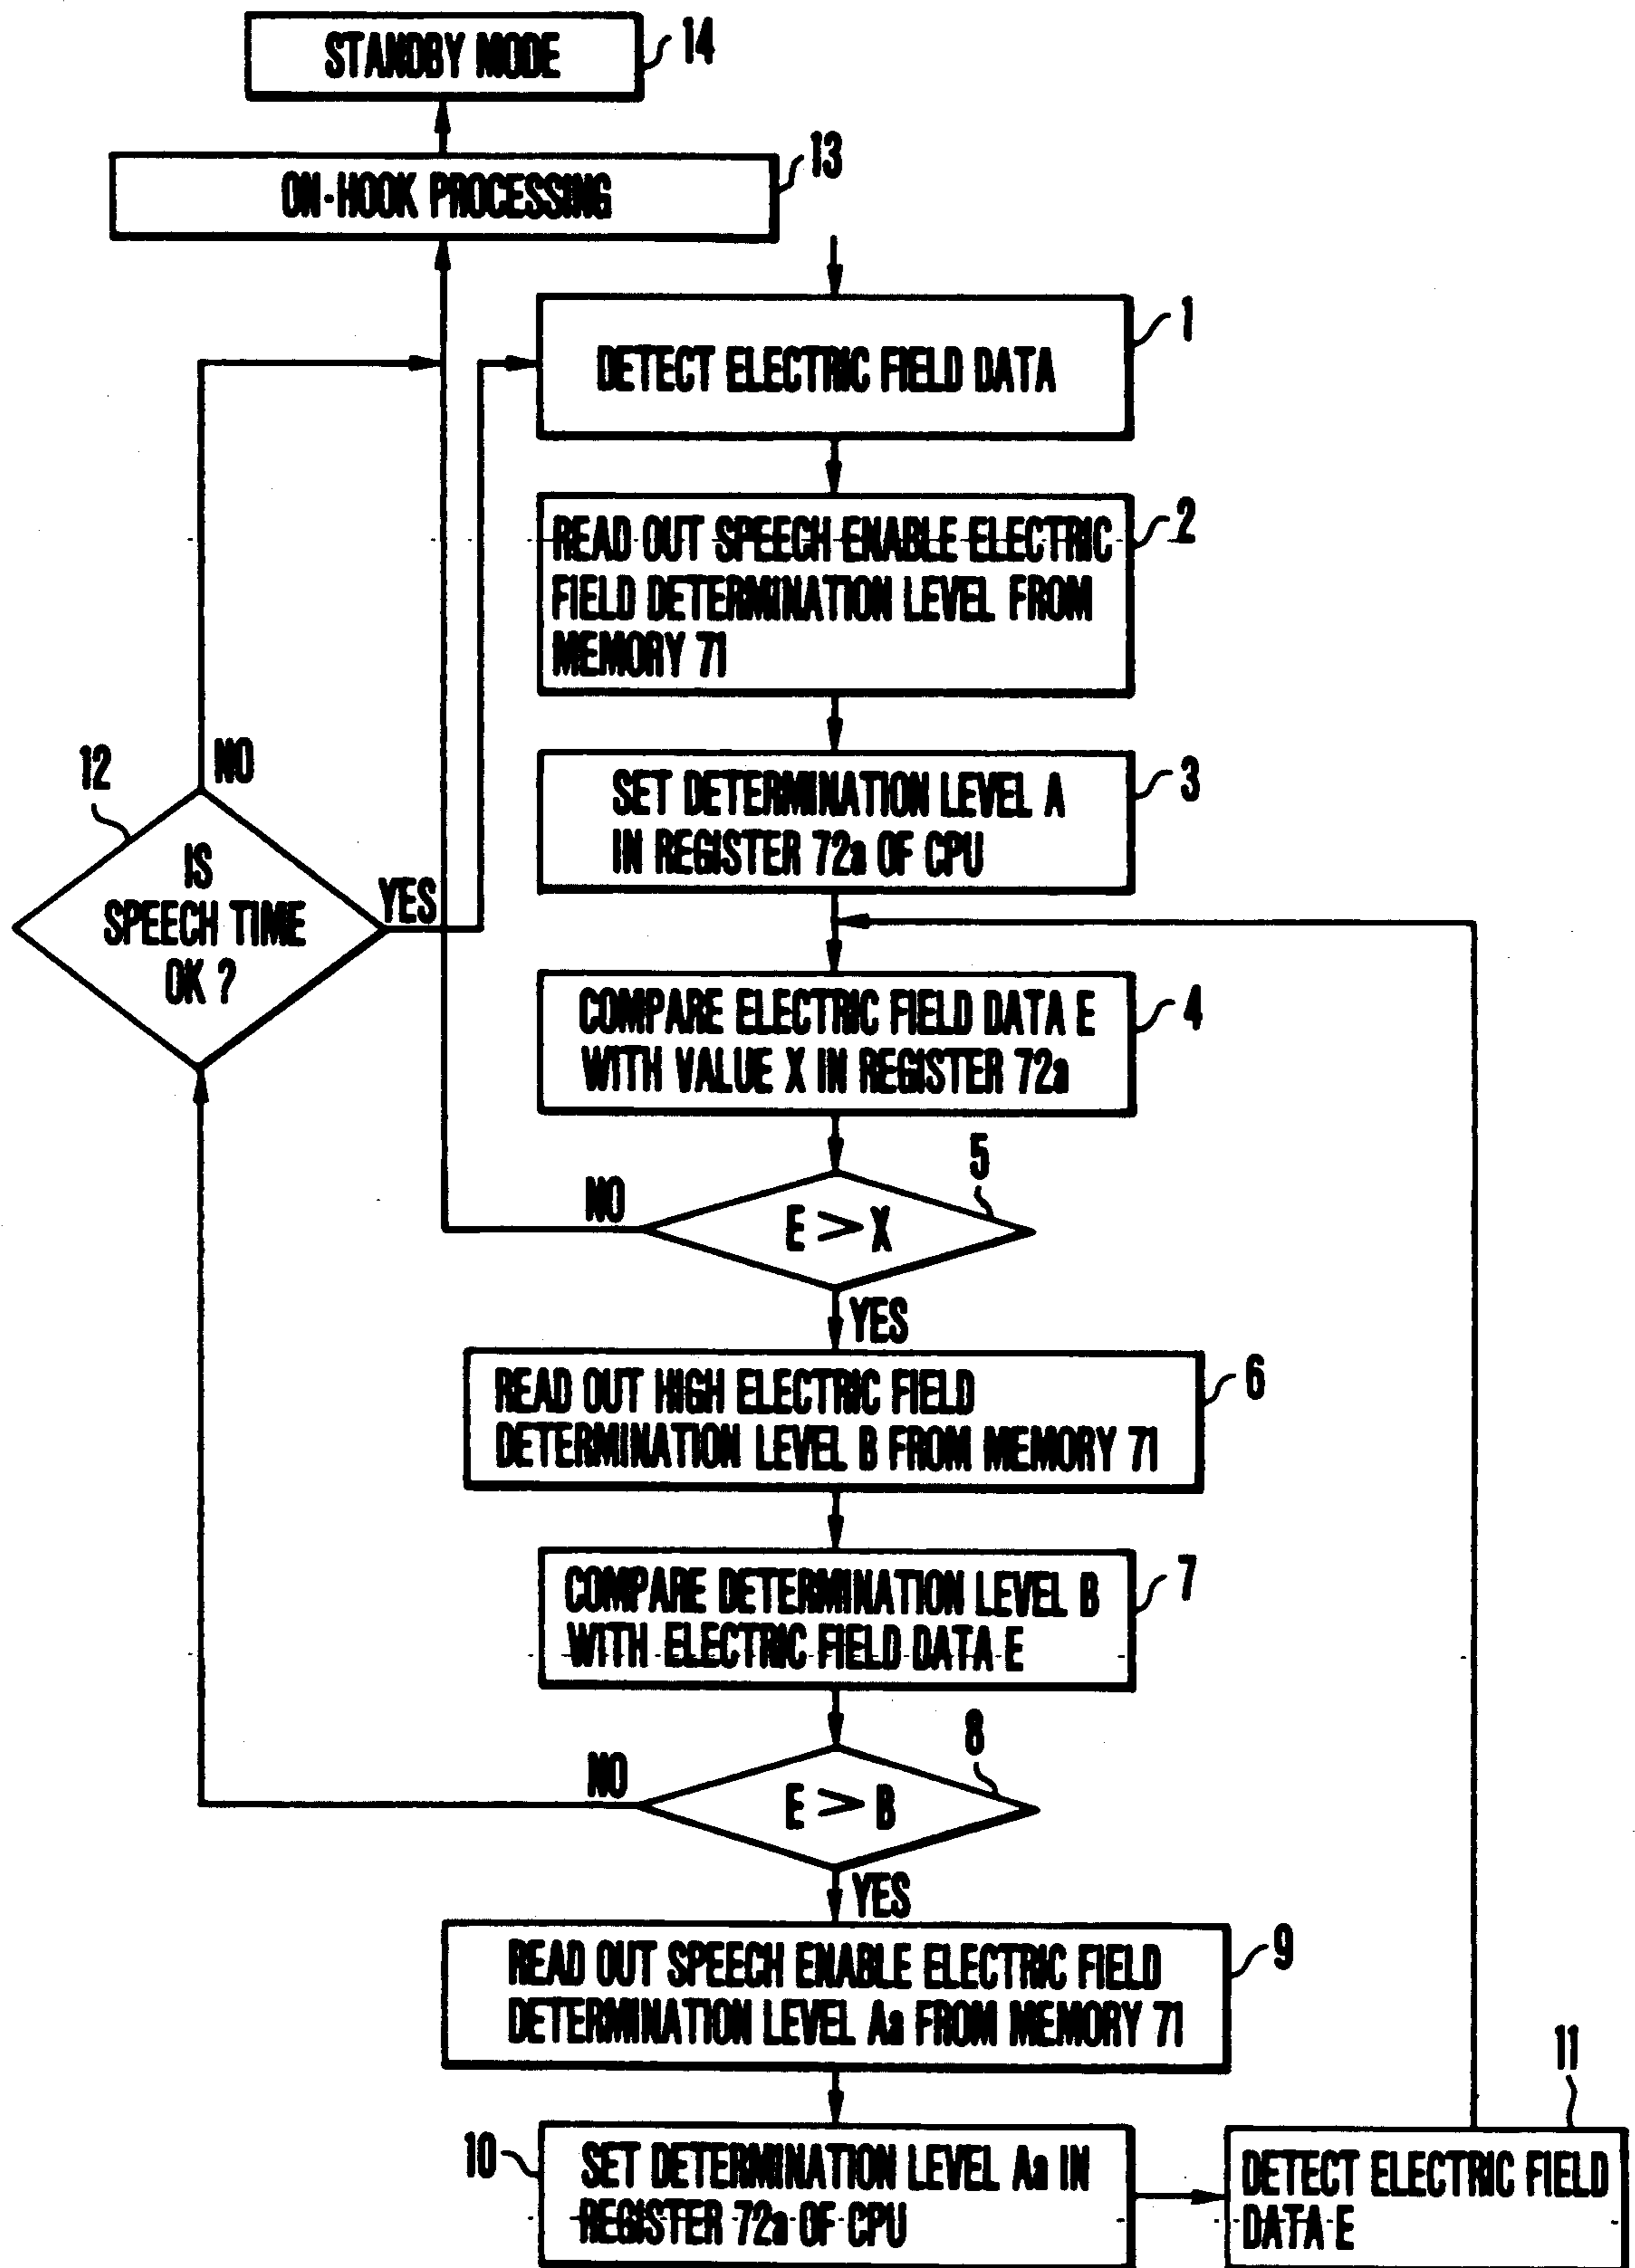 STANDBY MODE
14
ON-HOOK PROCESSING
13
DETECT ELECTRIC FIELD DATA
1
READ OUT SPEECH ENABLE ELECTRIC
FIELD DETERMINATION LEVEL FROM
MEMORY 71
2
SET DETERMINATION LEVEL A
IN REGISTER 72a OF CPU
3
12
NO
IS
SPEECH TIME
OK ?
YES
COMPARE ELECTRIC FIELD DATA E
WITH VALUE X IN REGISTER 72a
4
5
NO
E > X
YES
READ OUT HIGH ELECTRIC FIELD
DETERMINATION LEVEL B FROM MEMORY 71
6
COMPARE DETERMINATION LEVEL B
WITH ELECTRIC FIELD DATA E
7
8
NO
E > B
YES
READ OUT SPEECH ENABLE ELECTRIC FIELD
DETERMINATION LEVEL Aa FROM MEMORY 71
9
10
SET DETERMINATION LEVEL Aa IN
REGISTER 72a OF CPU
11
DETECT ELECTRIC FIELD
DATA E